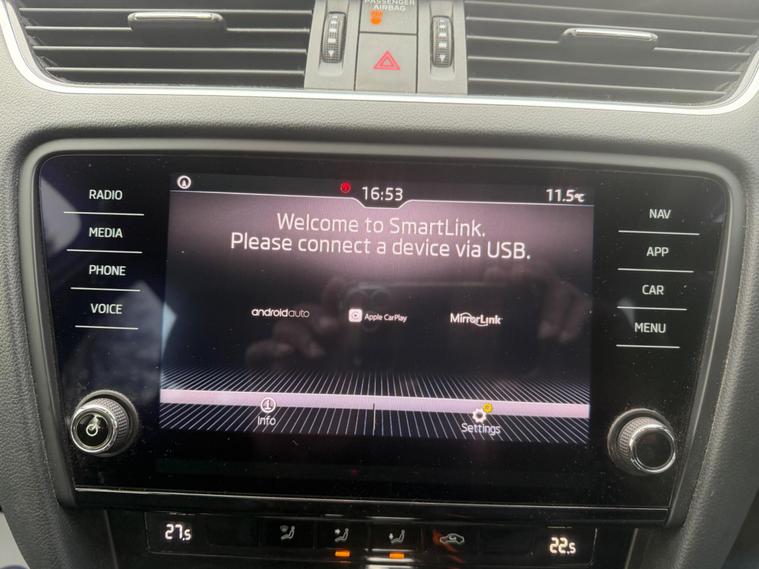 PASSENGER
AIRBAG
RADIO
MEDIA
PHONE
VOICE
16:53
11.5°C
Welcome to SmartLink.
Please connect a device via USB.
androidauto
Apple CarPlay
MirrorLink
Info
Settings
NAV
APP
CAR
MENU
27.5
22.5